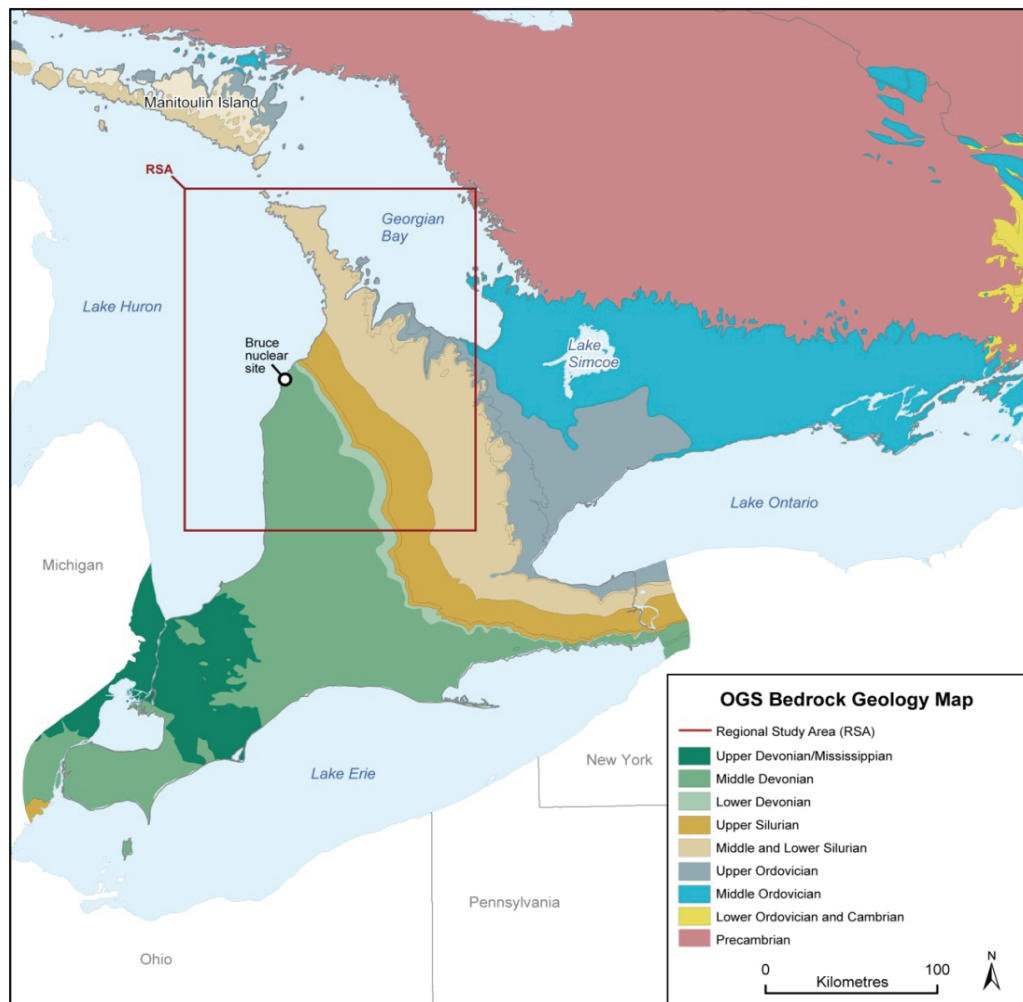 Manitoulin Island
RSA
Georgian
Bay
Lake Huron
Bruce
nuclear
site
Lake
Simcoe
Lake Ontario
Michigan
Lake Erie
New York
Pennsylvania
Ohio
OGS Bedrock Geology Map
Regional Study Area (RSA)
Upper Devonian/Mississippian
Middle Devonian
Lower Devonian
Upper Silurian
Middle and Lower Silurian
Upper Ordovician
Middle Ordovician
Lower Ordovician and Cambrian
Precambrian
0 100
Kilometres
N